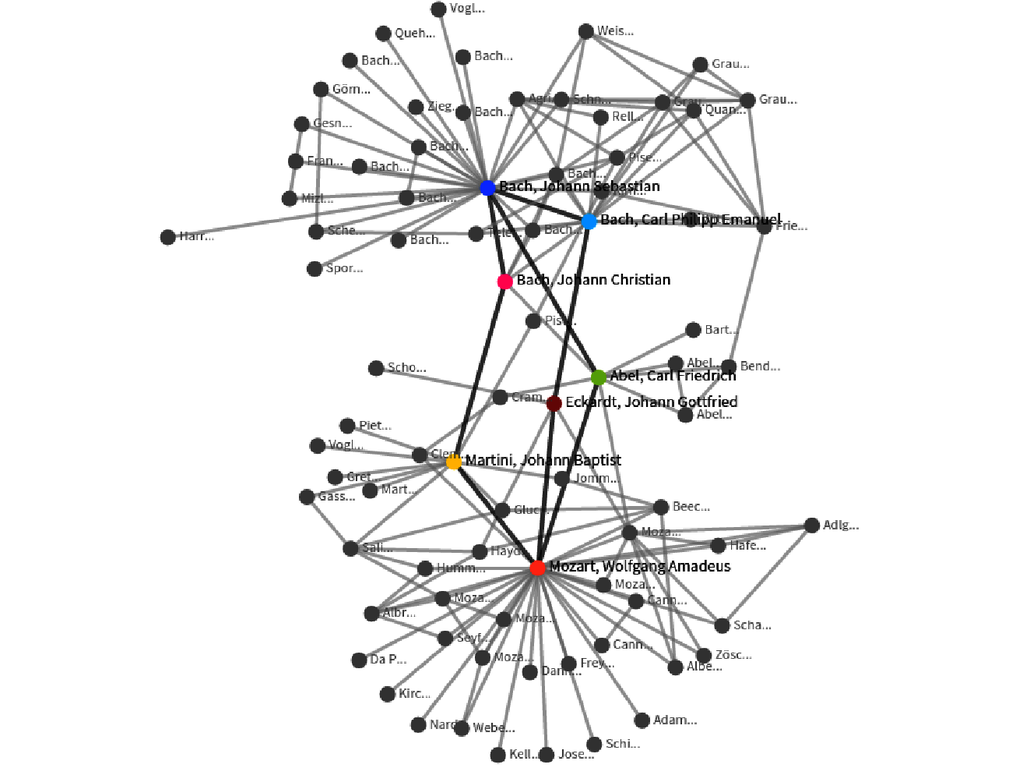 Vogl...
Weis...
Queh...
Bach...
Bach...
Grau...
Görn...
Zieg...
Bach...
Agri...
Schn...
Grau...
Grau...
Quan...
Rell...
Gesn...
Bach...
Fran...
Bach...
Pise...
Bach...
Bach, Johann Sebastian
Mizl...
Bach...
Bach, Carl Philipp Emanuel
Frie...
Harr...
Sche...
Bach...
Tele...
Bach...
Spor...
Bach, Johann Christian
Pist...
Bart...
Scho...
Abel...
Bend...
Abel, Carl Friedrich
Cram...
Eckardt, Johann Gottfried
Abel...
Piet...
Vogl...
Clem...
Martini, Johann Baptist
Gret...
Mart...
Jomm...
Gass...
Gluc...
Beec...
Adlg...
Moza...
Sali...
Hayd...
Hafe...
Humm...
Mozart, Wolfgang Amadeus
Moza...
Moza...
Cann...
Albr...
Moza...
Scha...
Seyf...
Cann...
Da P...
Moza...
Dann...
Frey...
Zösc...
Albe...
Kirc...
Nard...
Webe...
Adam...
Kell...
Jose...
Schi...